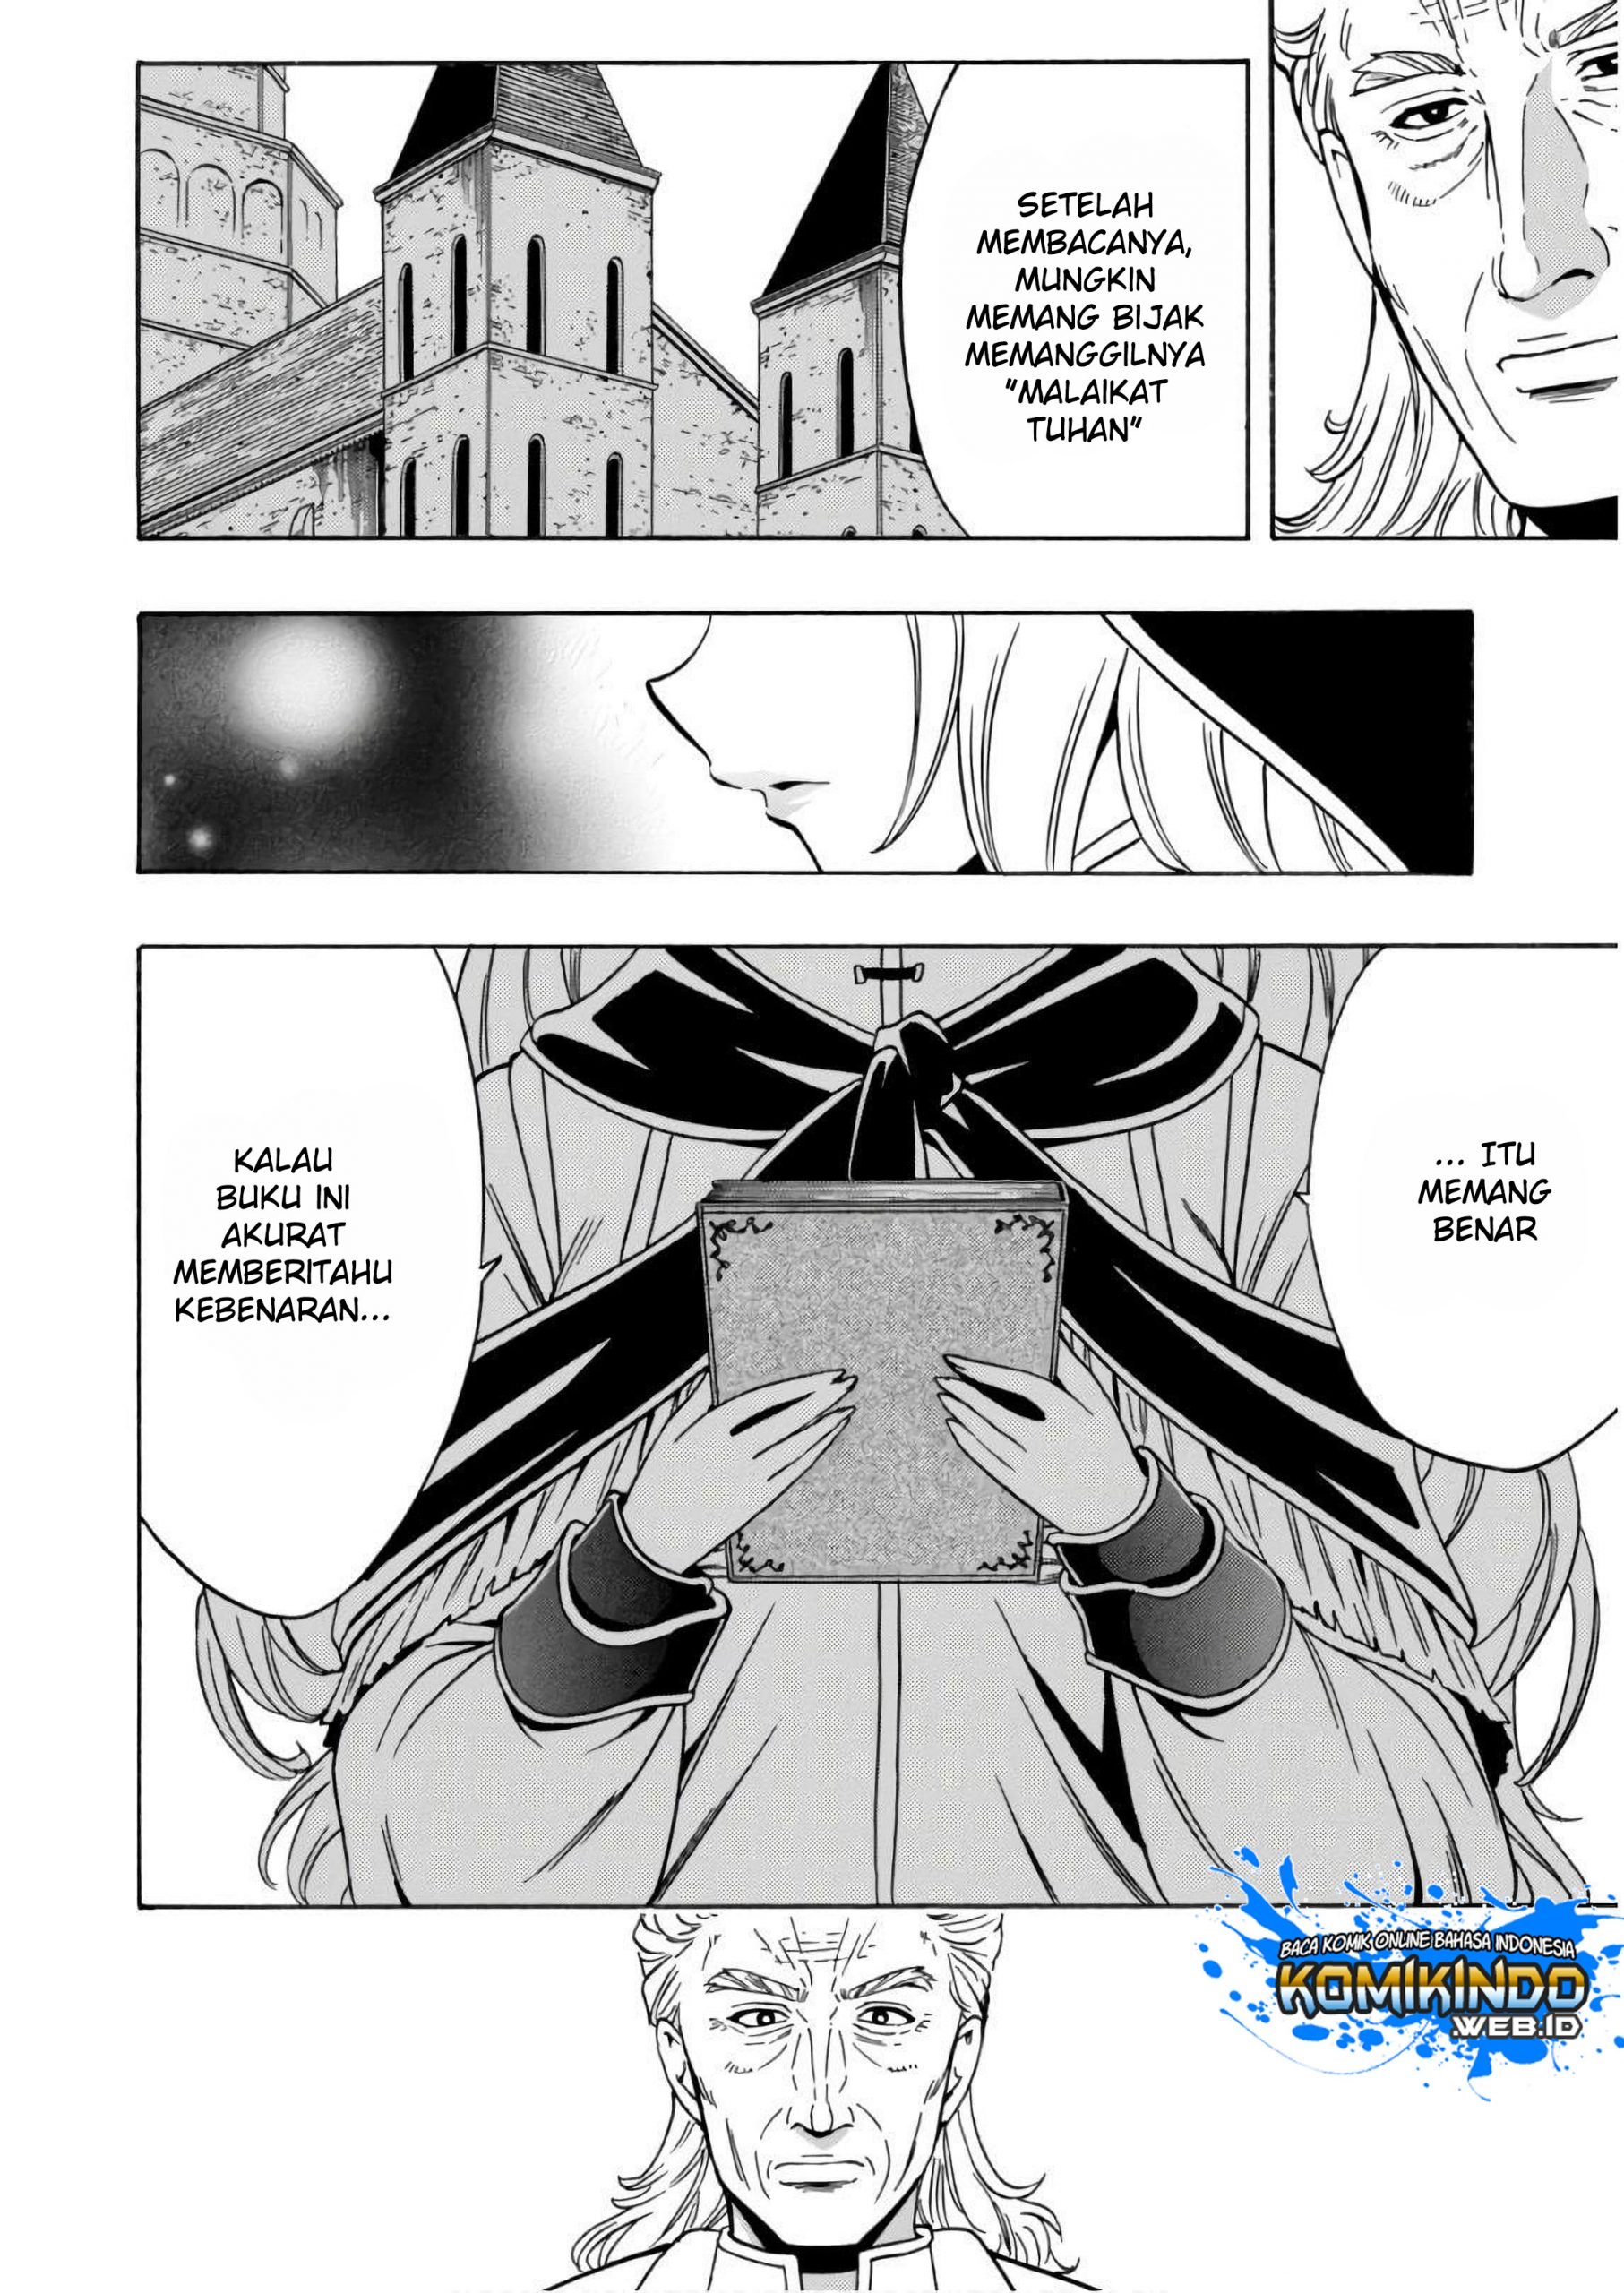 SETELAH
MEMBACANYA,
MUNGKIN
MEMANG BIJAK
MEMANGGILNYA
"MALAIKAT
TUHAN"
... ITU
MEMANG
BENAR
KALAU
BUKU INI
AKURAT
MEMBERITAHU
KEBENARAN...
BACA KOMIK ONLINE BAHASA INDONESIA
KOMIKINDO
.WEB.ID